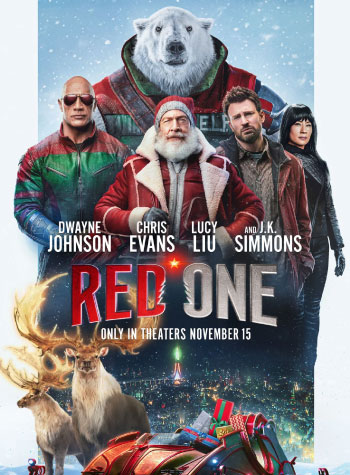 DWAYNE
JOHNSON
CHRIS
EVANS
LUCY
LIU
AND J.K.
SIMMONS
RED ONE
ONLY IN THEATERS NOVEMBER 15